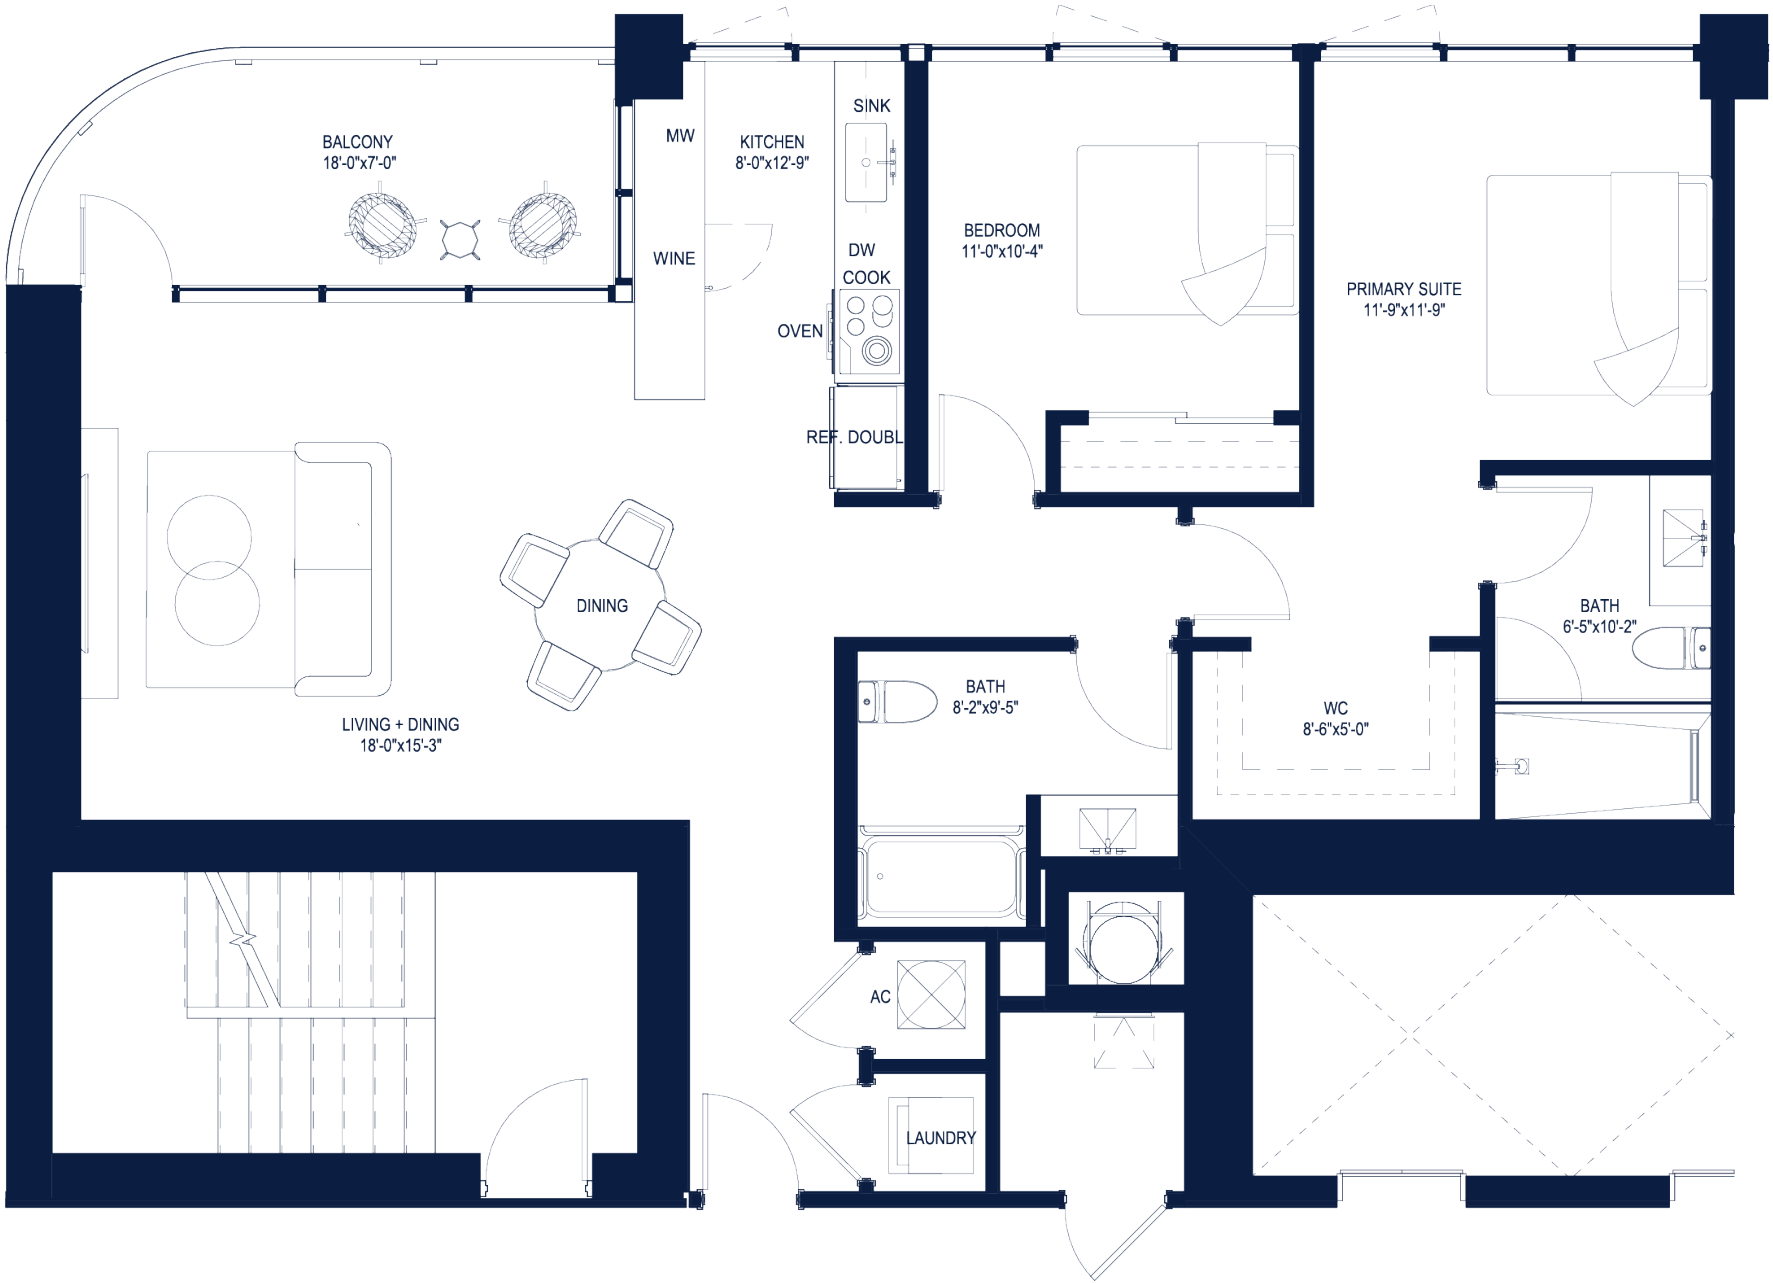 BALCONY
18'-0"x7'-0"
MW
KITCHEN
8'-0"x12'-9"
SINK
WINE
DW
COOK
OVEN
REF. DOUBL
BEDROOM
11'-0"x10'-4"
PRIMARY SUITE
11'-9"x11'-9"
DINING
LIVING + DINING
18'-0"x15'-3"
BATH
8'-2"x9'-5"
WC
8'-6"x5'-0"
BATH
6'-5"x10'-2"
AC
LAUNDRY